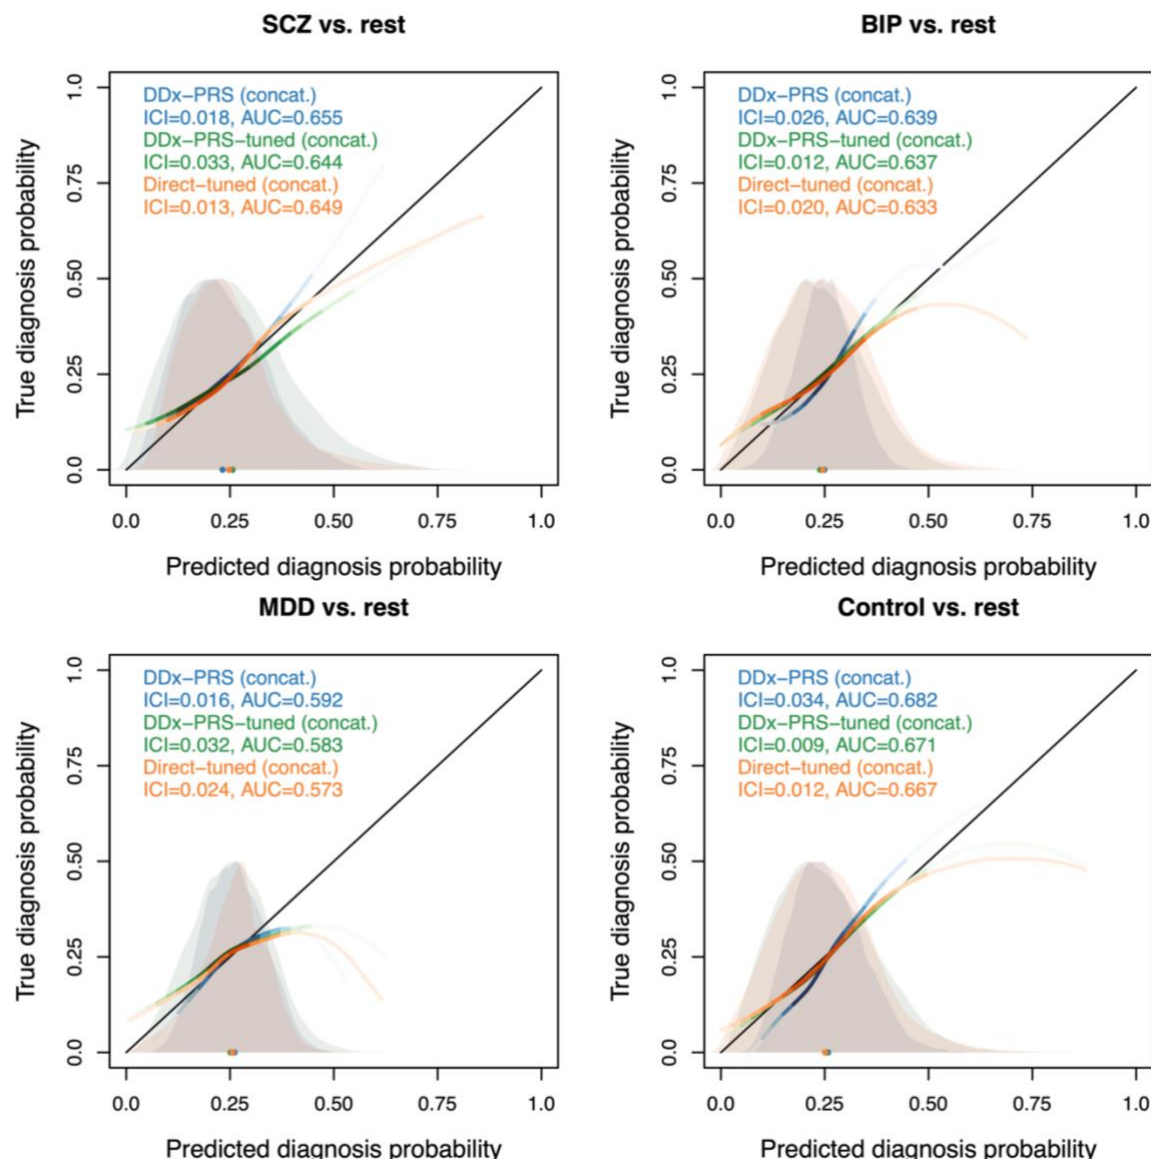 SCZ vs. rest
True diagnosis probability
1.0
0.75
0.50
0.25
0.0
DDx−PRS (concat.)
ICI=0.018, AUC=0.655
DDx−PRS−tuned (concat.)
ICI=0.033, AUC=0.644
Direct−tuned (concat.)
ICI=0.013, AUC=0.649
0.0 0.25 0.50 0.75 1.0
Predicted diagnosis probability
BIP vs. rest
True diagnosis probability
1.0
0.75
0.50
0.25
0.0
DDx−PRS (concat.)
ICI=0.026, AUC=0.639
DDx−PRS−tuned (concat.)
ICI=0.012, AUC=0.637
Direct−tuned (concat.)
ICI=0.020, AUC=0.633
0.0 0.25 0.50 0.75 1.0
Predicted diagnosis probability
MDD vs. rest
True diagnosis probability
1.0
0.75
0.50
0.25
0.0
DDx−PRS (concat.)
ICI=0.016, AUC=0.592
DDx−PRS−tuned (concat.)
ICI=0.032, AUC=0.583
Direct−tuned (concat.)
ICI=0.024, AUC=0.573
0.0 0.25 0.50 0.75 1.0
Predicted diagnosis probability
Control vs. rest
True diagnosis probability
1.0
0.75
0.50
0.25
0.0
DDx−PRS (concat.)
ICI=0.034, AUC=0.682
DDx−PRS−tuned (concat.)
ICI=0.009, AUC=0.671
Direct−tuned (concat.)
ICI=0.012, AUC=0.667
0.0 0.25 0.50 0.75 1.0
Predicted diagnosis probability